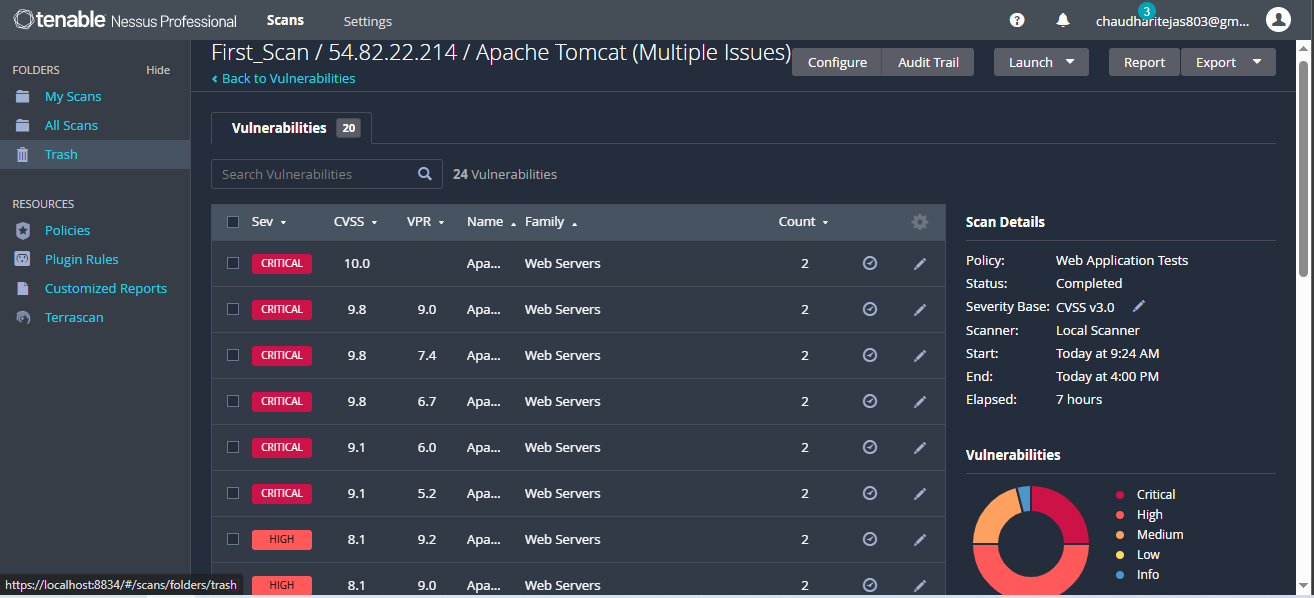 tenable Nessus Professional Scans Settings ? 3 chaudharitejas803@gm...
FOLDERS Hide
My Scans
All Scans
Trash
RESOURCES
Policies
Plugin Rules
Customized Reports
Terrascan
First_Scan / 54.82.22.214 / Apache Tomcat (Multiple Issues)
Configure Audit Trail Launch Report Export
Back to Vulnerabilities
Vulnerabilities 20
Search Vulnerabilities 24 Vulnerabilities
Sev CVSS VPR Name Family Count
CRITICAL 10.0 Apa... Web Servers 2
CRITICAL 9.8 9.0 Apa... Web Servers 2
CRITICAL 9.8 7.4 Apa... Web Servers 2
CRITICAL 9.8 6.7 Apa... Web Servers 2
CRITICAL 9.1 6.0 Apa... Web Servers 2
CRITICAL 9.1 5.2 Apa... Web Servers 2
HIGH 8.1 9.2 Apa... Web Servers 2
HIGH 8.1 9.0 Apa... Web Servers 2
Scan Details
Policy: Web Application Tests
Status: Completed
Severity Base: CVSS v3.0
Scanner: Local Scanner
Start: Today at 9:24 AM
End: Today at 4:00 PM
Elapsed: 7 hours
Vulnerabilities
Critical
High
Medium
Low
Info
https://localhost:8834/#/scans/folders/trash